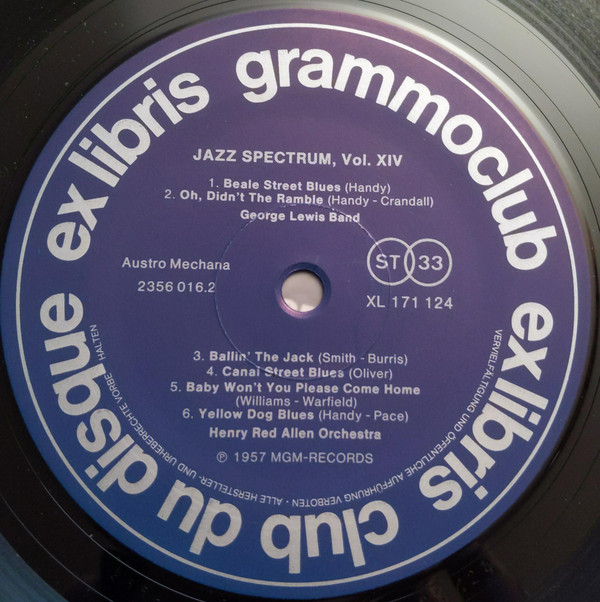 ex libris grammoclub ex libris club du disque
JAZZ SPECTRUM, Vol. XIV
1. Beale Street Blues (Handy)
2. Oh, Didn't The Ramble (Handy - Crandall)
George Lewis Band
Austro Mechana
2356 016.2
ST 33
XL 171 124
3. Ballin' The Jack (Smith - Burris)
4. Canal Street Blues (Oliver)
5. Baby Won't You Please Come Home
(Williams - Warfield)
6. Yellow Dog Blues (Handy - Pace)
Henry Red Allen Orchestra
℗ 1957 MGM-RECORDS
VERVIELFÄLTIGUNG UND ÖFFENTLICHE AUFFÜHRUNG VERBOTEN · ALLE HERSTELLER- UND URHEBERRECHTE VORBEHALTEN